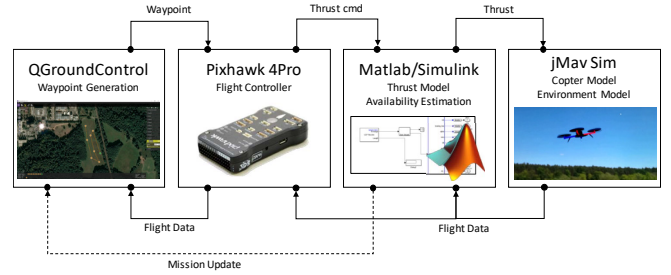 Waypoint
Thrust cmd
Thrust
QGroundControl
Waypoint Generation
Pixhawk 4Pro
Flight Controller
Matlab/Simulink
Thrust Model
Availability Estimation
jMav Sim
Copter Model
Environment Model
Flight Data
Flight Data
Mission Update